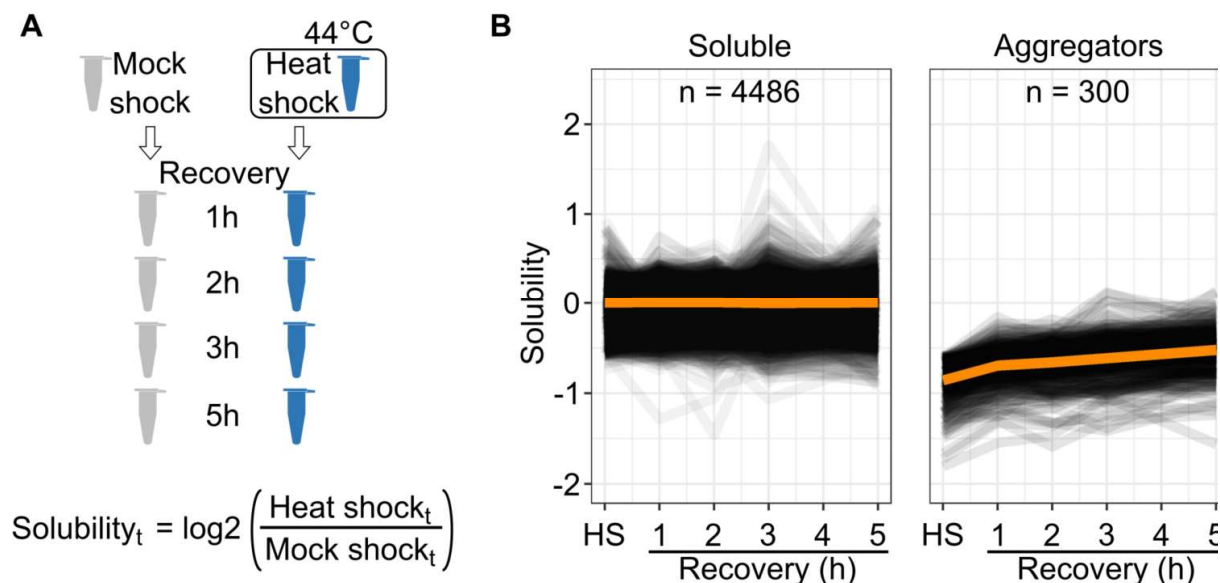 A
44°C
Mock shock
Heat shock
Recovery
1h
2h
3h
5h
Solubility_t = log2 (Heat shock_t / Mock shock_t)
B
Soluble
Aggregators
n = 4486
n = 300
Solubility
2
1
0
-1
-2
HS 1 2 3 4 5
Recovery (h)
HS 1 2 3 4 5
Recovery (h)